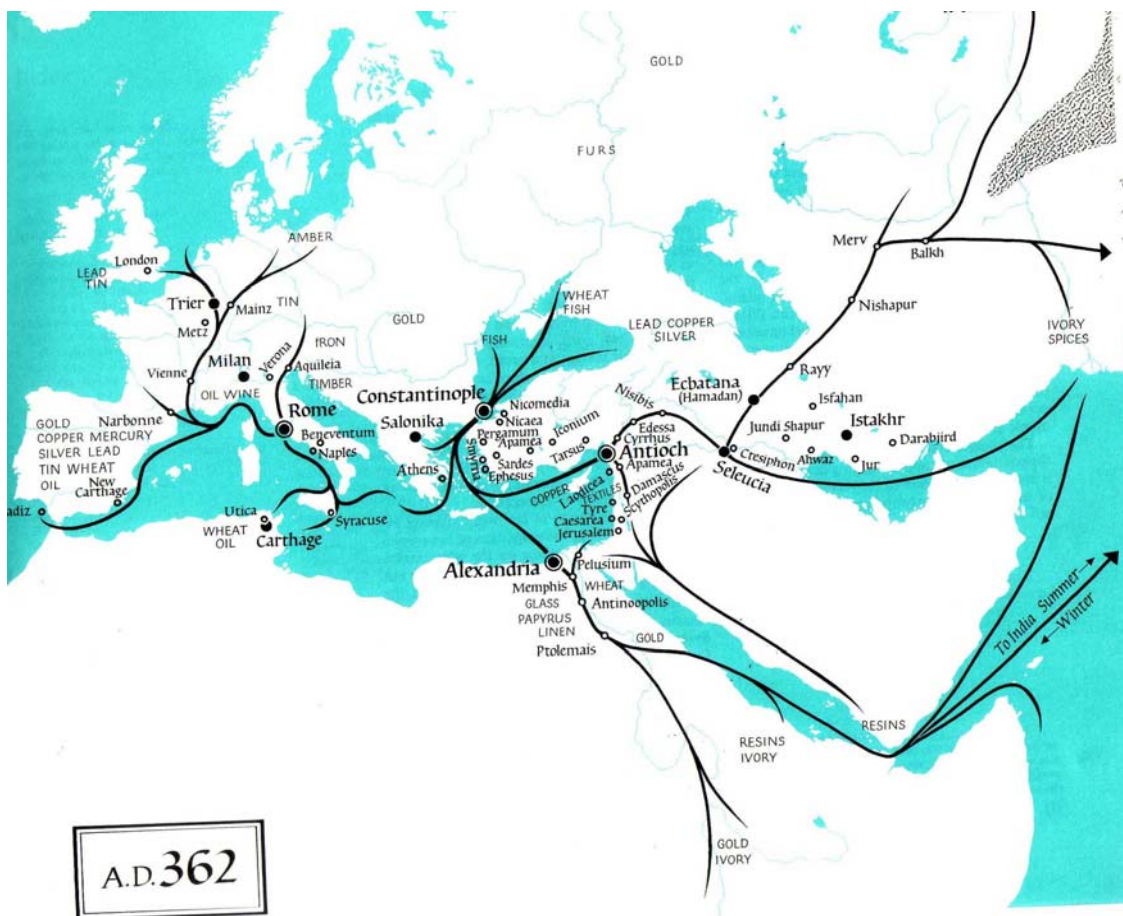 GOLD
FURS
AMBER
London
LEAD
TIN
Trier
Mainz
TIN
Metz
GOLD
WHEAT
FISH
FISH
LEAD COPPER
SILVER
Merv
Balkh
Nishapur
IVORY
SPICES
Rayy
IRON
Milan
Verona
Aquileia
Vienne
OIL WINE
TIMBER
Constantinople
Nicomedia
Nicaea
Ecbatana
(Hamadan)
Isfahan
Narbonne
Rome
Salonika
Pergamum
Apamea
Iconium
Nisibis
Edessa
Cyrrhus
Jundi Shapur
Istakhr
GOLD
COPPER MERCURY
SILVER LEAD
TIN WHEAT
OIL
New
Carthage
Beneventum
Naples
Smyrna
Sardes
Ephesus
Tarsus
Antioch
Apamea
Ctesiphon
Ahwaz
Jur
Darabjird
Seleucia
Athens
COPPER
Laodicea
TEXTILES
Damascus
Scythopolis
Tyre
Caesarea
Jerusalem
adiz
Utica
WHEAT
OIL
Carthage
Syracuse
Alexandria
Pelusium
Memphis
WHEAT
GLASS
PAPYRUS
LINEN
Antinoopolis
Ptolemais
GOLD
To India Summer
Winter
RESINS
RESINS
IVORY
GOLD
IVORY
A.D. 362